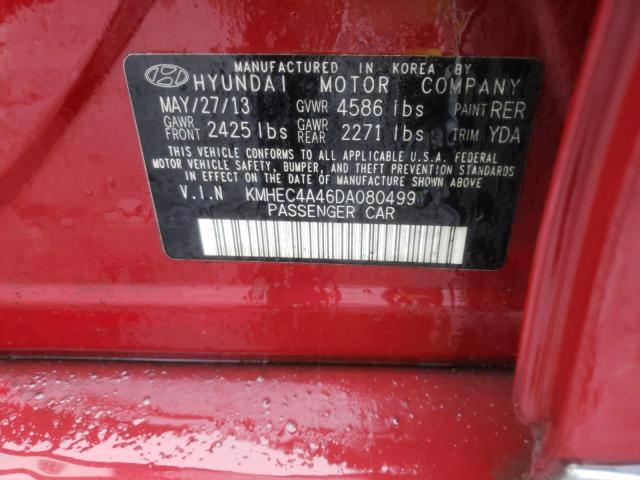 MANUFACTURED IN KOREA BY
HYUNDAI MOTOR COMPANY
MAY/27/13 GVWR 4586 lbs PAINT RER
GAWR FRONT 2425 lbs GAWR REAR 2271 lbs TRIM YDA
THIS VEHICLE CONFORMS TO ALL APPLICABLE U.S.A. FEDERAL
MOTOR VEHICLE SAFETY, BUMPER, AND THEFT PREVENTION STANDARDS
IN EFFECT ON THE DATE OF MANUFACTURE SHOWN ABOVE
V.I.N KMHEC4A46DA080499
PASSENGER CAR